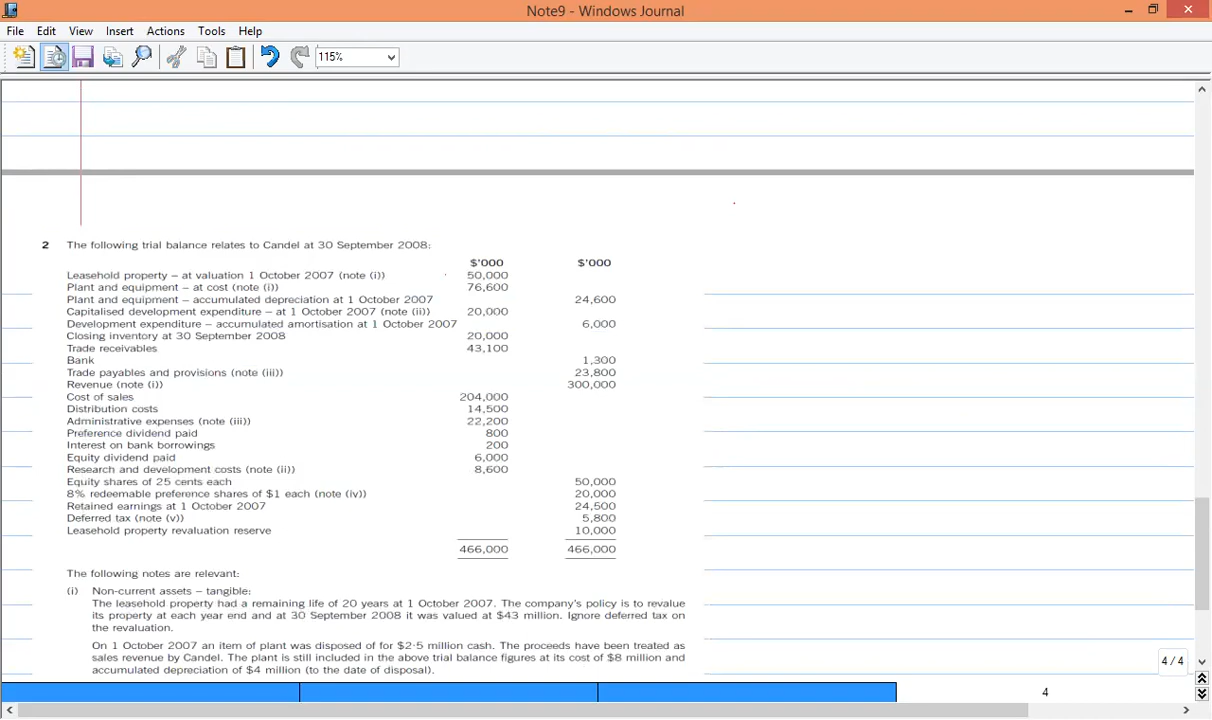 Note9 - Windows Journal
File Edit View Insert Actions Tools Help
115%
2 The following trial balance relates to Candel at 30 September 2008:
$'000 $'000
Leasehold property – at valuation 1 October 2007 (note (i)) 50,000
Plant and equipment – at cost (note (i)) 76,600
Plant and equipment – accumulated depreciation at 1 October 2007 24,600
Capitalised development expenditure – at 1 October 2007 (note (ii)) 20,000
Development expenditure – accumulated amortisation at 1 October 2007 6,000
Closing inventory at 30 September 2008 20,000
Trade receivables 43,100
Bank 1,300
Trade payables and provisions (note (iii)) 23,800
Revenue (note (i)) 300,000
Cost of sales 204,000
Distribution costs 14,500
Administrative expenses (note (iii)) 22,200
Preference dividend paid 800
Interest on bank borrowings 200
Equity dividend paid 6,000
Research and development costs (note (ii)) 8,600
Equity shares of 25 cents each 50,000
8% redeemable preference shares of $1 each (note (iv)) 20,000
Retained earnings at 1 October 2007 24,500
Deferred tax (note (v)) 5,800
Leasehold property revaluation reserve 10,000
466,000 466,000
The following notes are relevant:
(i) Non-current assets – tangible:
The leasehold property had a remaining life of 20 years at 1 October 2007. The company's policy is to revalue
its property at each year end and at 30 September 2008 it was valued at $43 million. Ignore deferred tax on
the revaluation.
On 1 October 2007 an item of plant was disposed of for $2·5 million cash. The proceeds have been treated as
sales revenue by Candel. The plant is still included in the above trial balance figures at its cost of $8 million and
accumulated depreciation of $4 million (to the date of disposal).
4 / 4
4